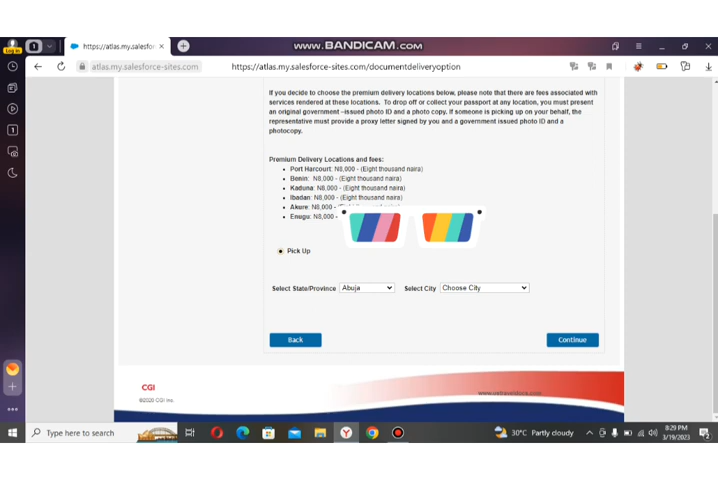 www.BANDICAM.com
Log in
1
https://atlas.my.salesfor
atlas.my.salesforce-sites.com
https://atlas.my.salesforce-sites.com/documentdeliveryoption
If you decide to choose the premium delivery locations below, please note that there are fees associated with
services rendered at these locations. To drop off or collect your passport at any location, you must present
an original government –issued photo ID and a photo copy. If someone is picking up on your behalf, the
representative must provide a proxy letter signed by you and a government issued photo ID and a
photocopy.
Premium Delivery Locations and fees:
Port Harcourt: N8,000 - (Eight thousand naira)
Benin: N8,000 - (Eight thousand naira)
Kaduna: N8,000 - (Eight thousand naira)
Ibadan: N8,000 - (Eight thousand naira)
Akure: N8,000 -
Enugu: N8,000 -
Pick Up
Select State/Province Abuja Select City Choose City
Back Continue
CGI
©2020 CGI Inc.
Type here to search
30°C Partly cloudy
8:29 PM
3/19/2023
2